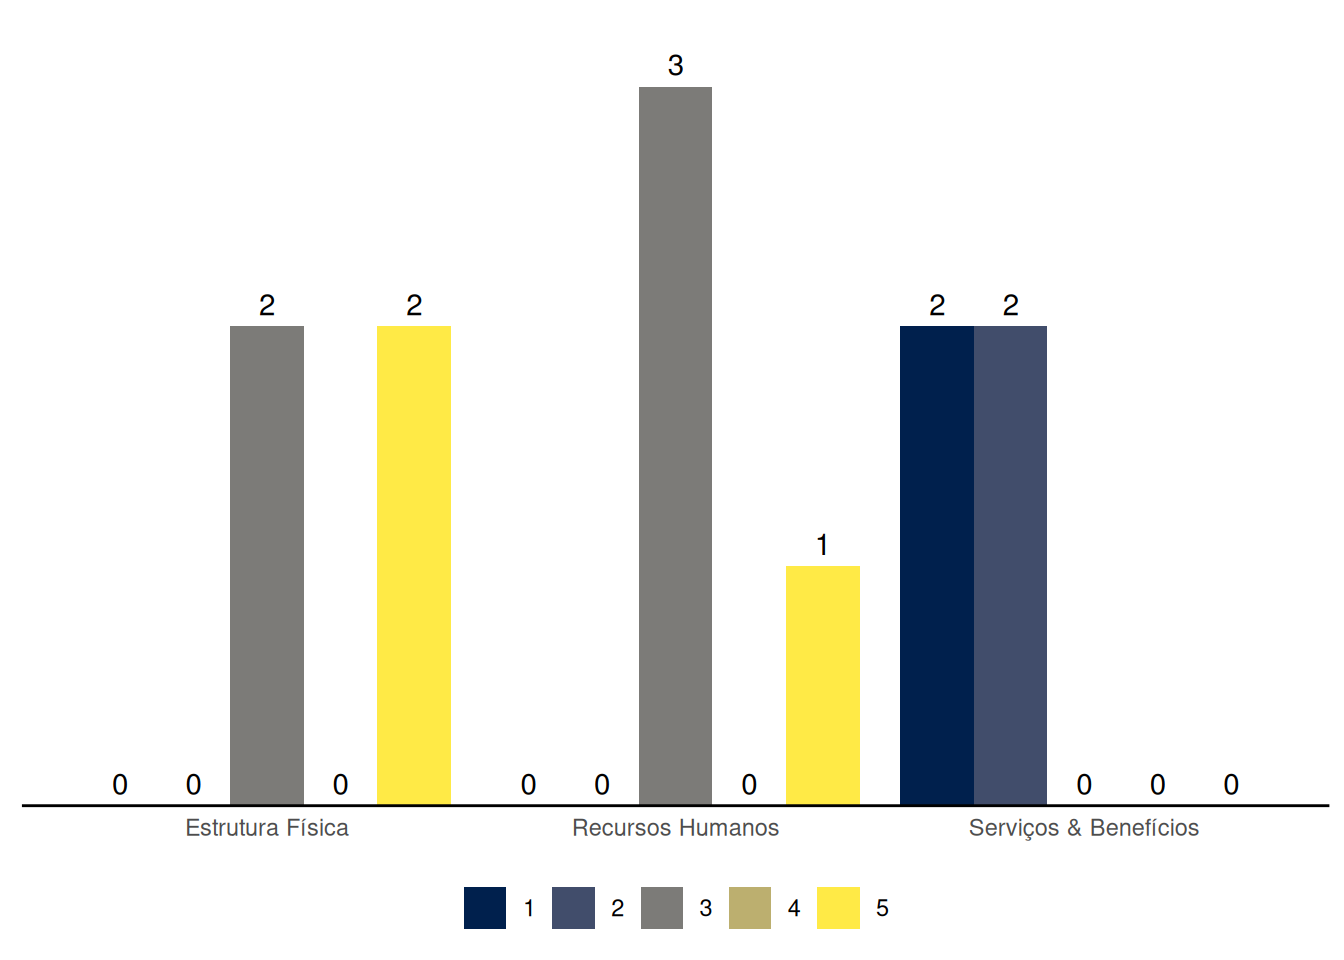 3
2 2 2 2
1
0 0 0 0 0 0 0 0 0
Estrutura Física Recursos Humanos Serviços & Benefícios
1 2 3 4 5